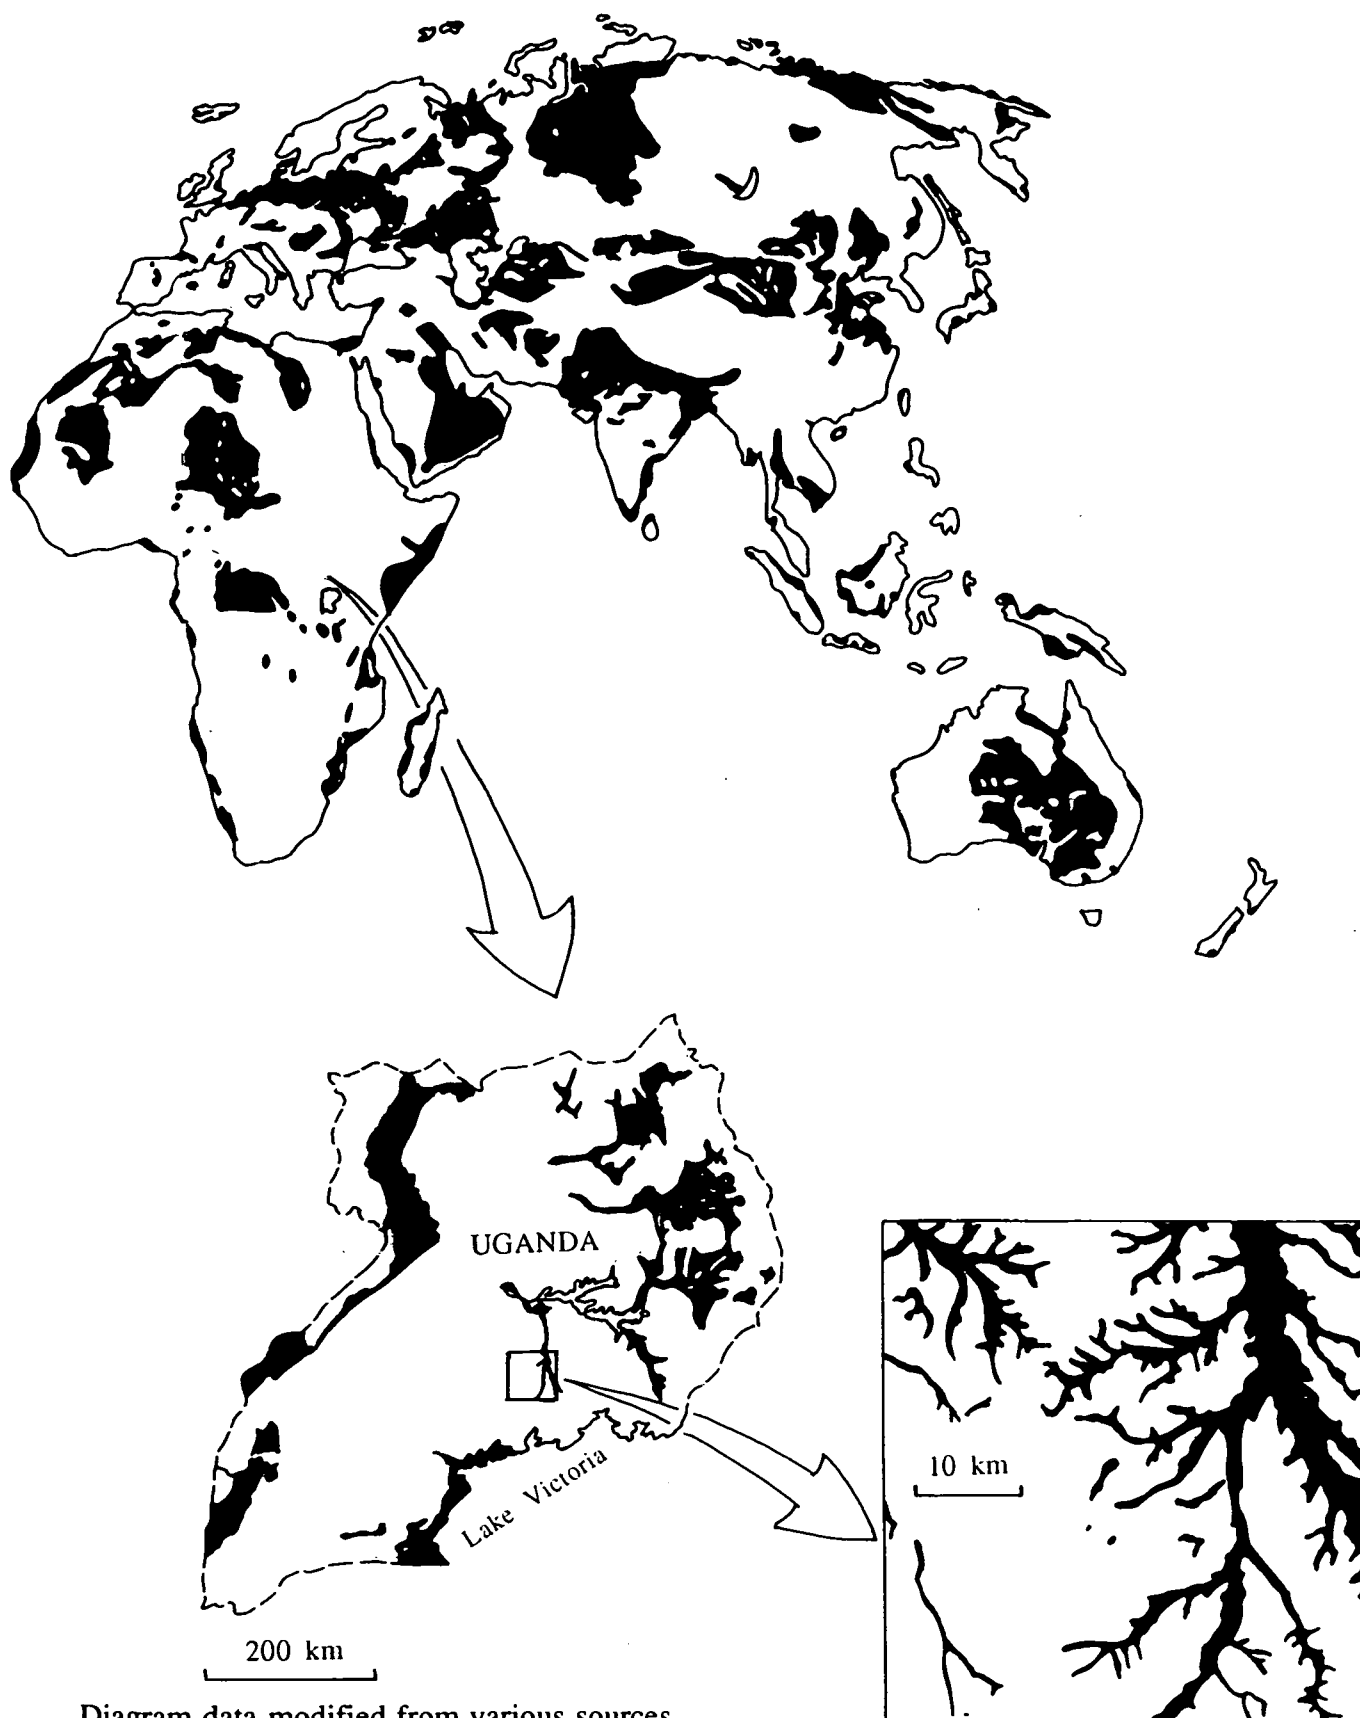 UGANDA
10 km
Lake Victoria
200 km
Diagram data modified from various sources